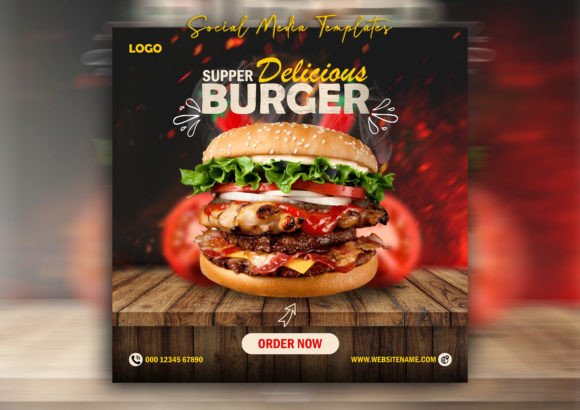 Social Media Templates
LOGO
SUPPER Delicious
BURGER
ORDER NOW
000 12345 67890
WWW.WEBSITENAME.COM